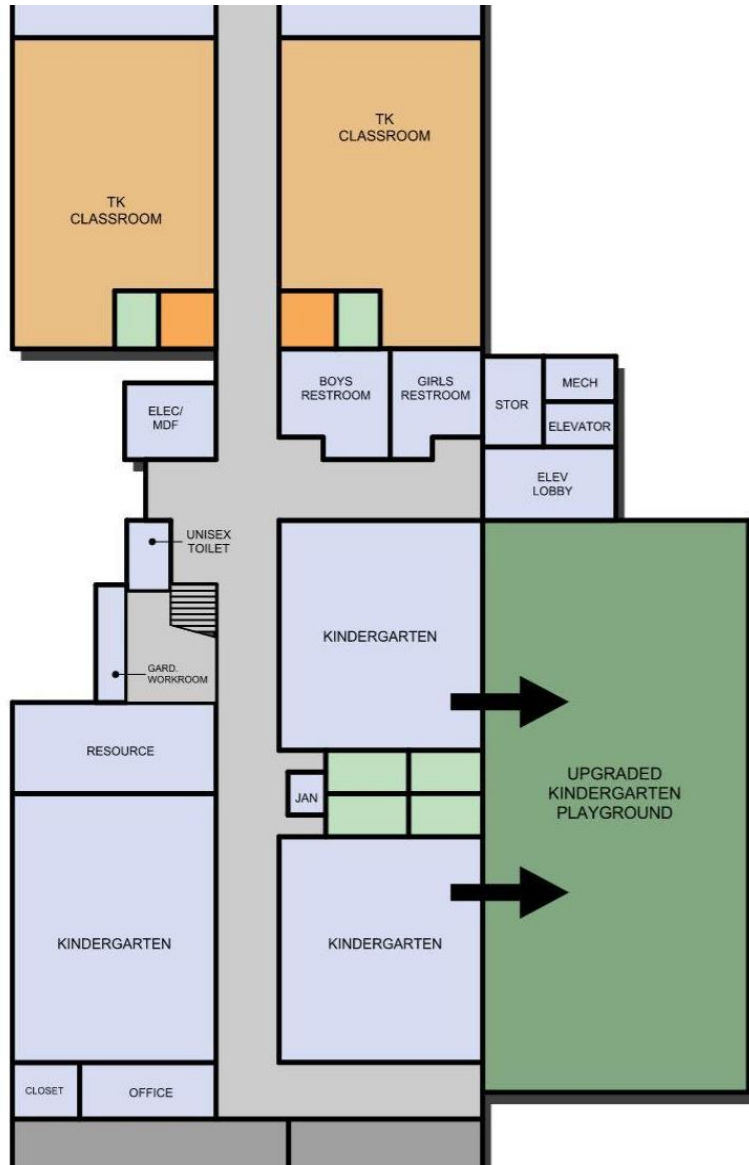 TK
CLASSROOM
TK
CLASSROOM
BOYS
RESTROOM
GIRLS
RESTROOM
STOR
MECH
ELEVATOR
ELEC/
MDF
ELEV
LOBBY
UNISEX
TOILET
KINDERGARTEN
GARD.
WORKROOM
RESOURCE
JAN
UPGRADED
KINDERGARTEN
PLAYGROUND
KINDERGARTEN
KINDERGARTEN
CLOSET
OFFICE